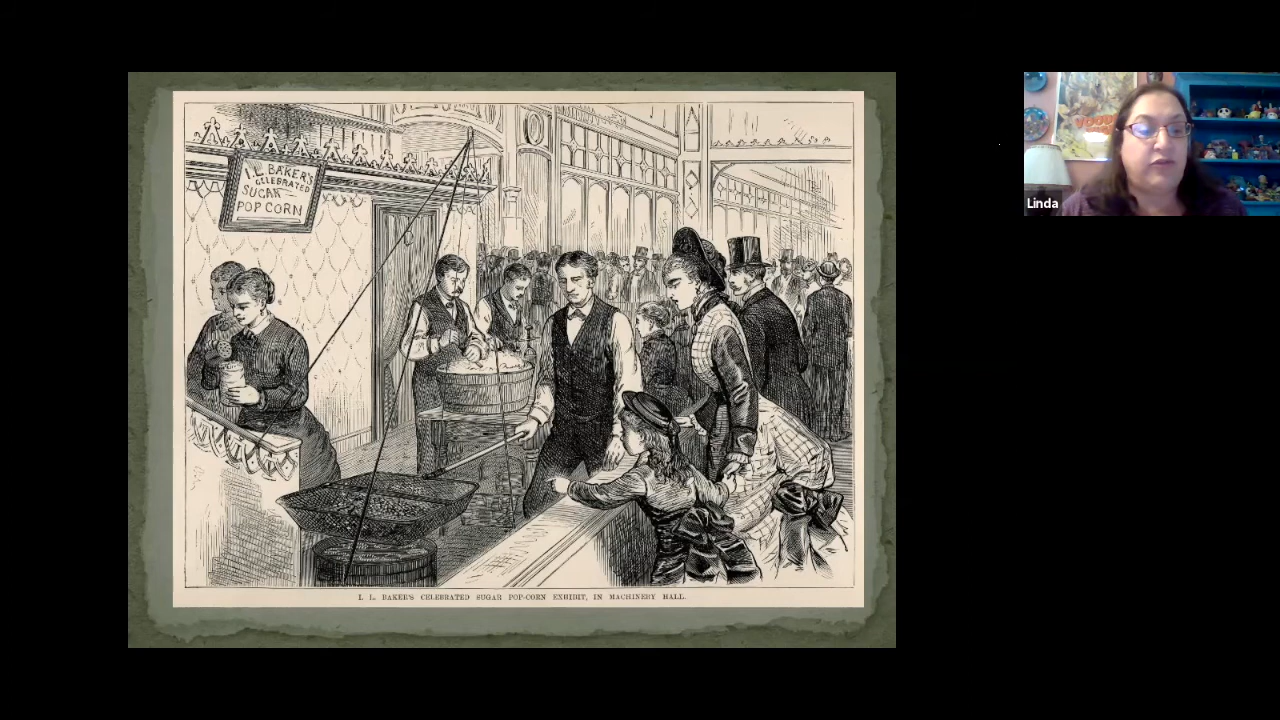 I.L. BAKER'S
CELEBRATED
SUGAR
POP CORN
I. L. BAKER'S CELEBRATED SUGAR POP-CORN EXHIBIT, IN MACHINERY HALL.
Linda